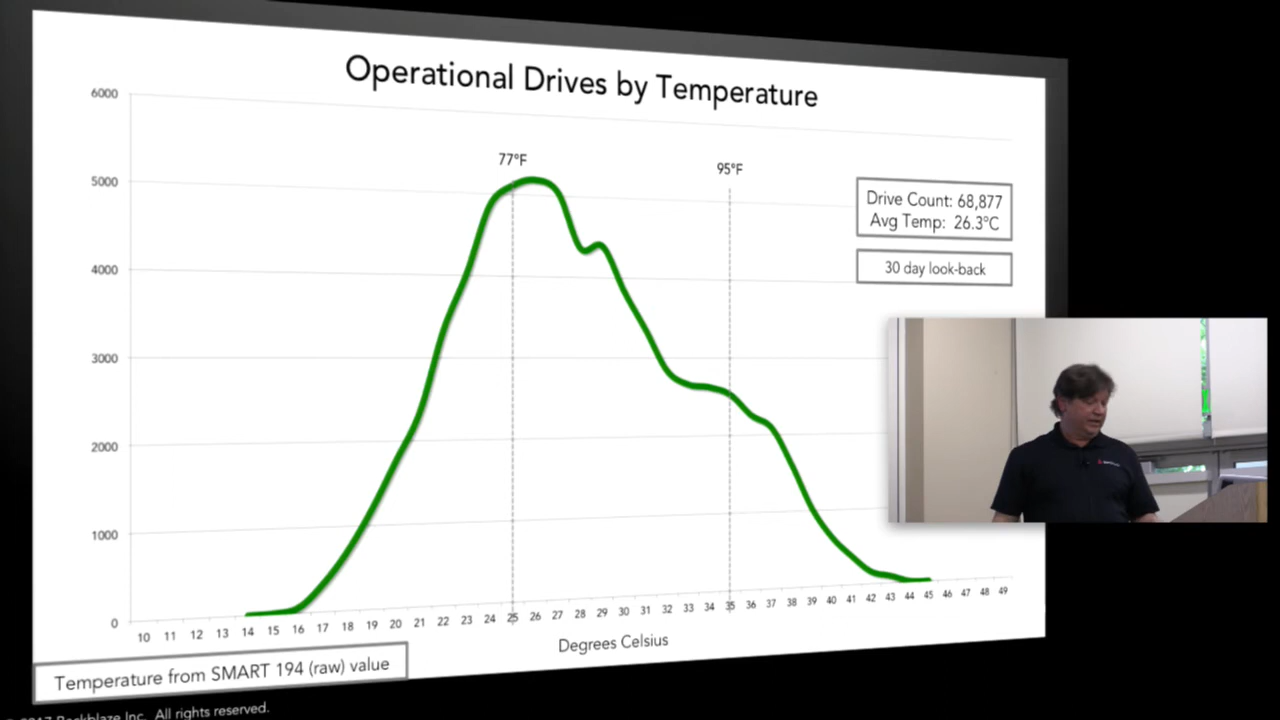 Operational Drives by Temperature
6000
5000
4000
3000
2000
1000
0
77°F
95°F
Drive Count: 68,877
Avg Temp: 26.3°C
30 day look-back
10 11 12 13 14 15 16 17 18 19 20 21 22 23 24 25 26 27 28 29 30 31 32 33 34 35 36 37 38 39 40 41 42 43 44 45 46 47 48 49
Degrees Celsius
Temperature from SMART 194 (raw) value
2017 Backblaze Inc. All rights reserved.